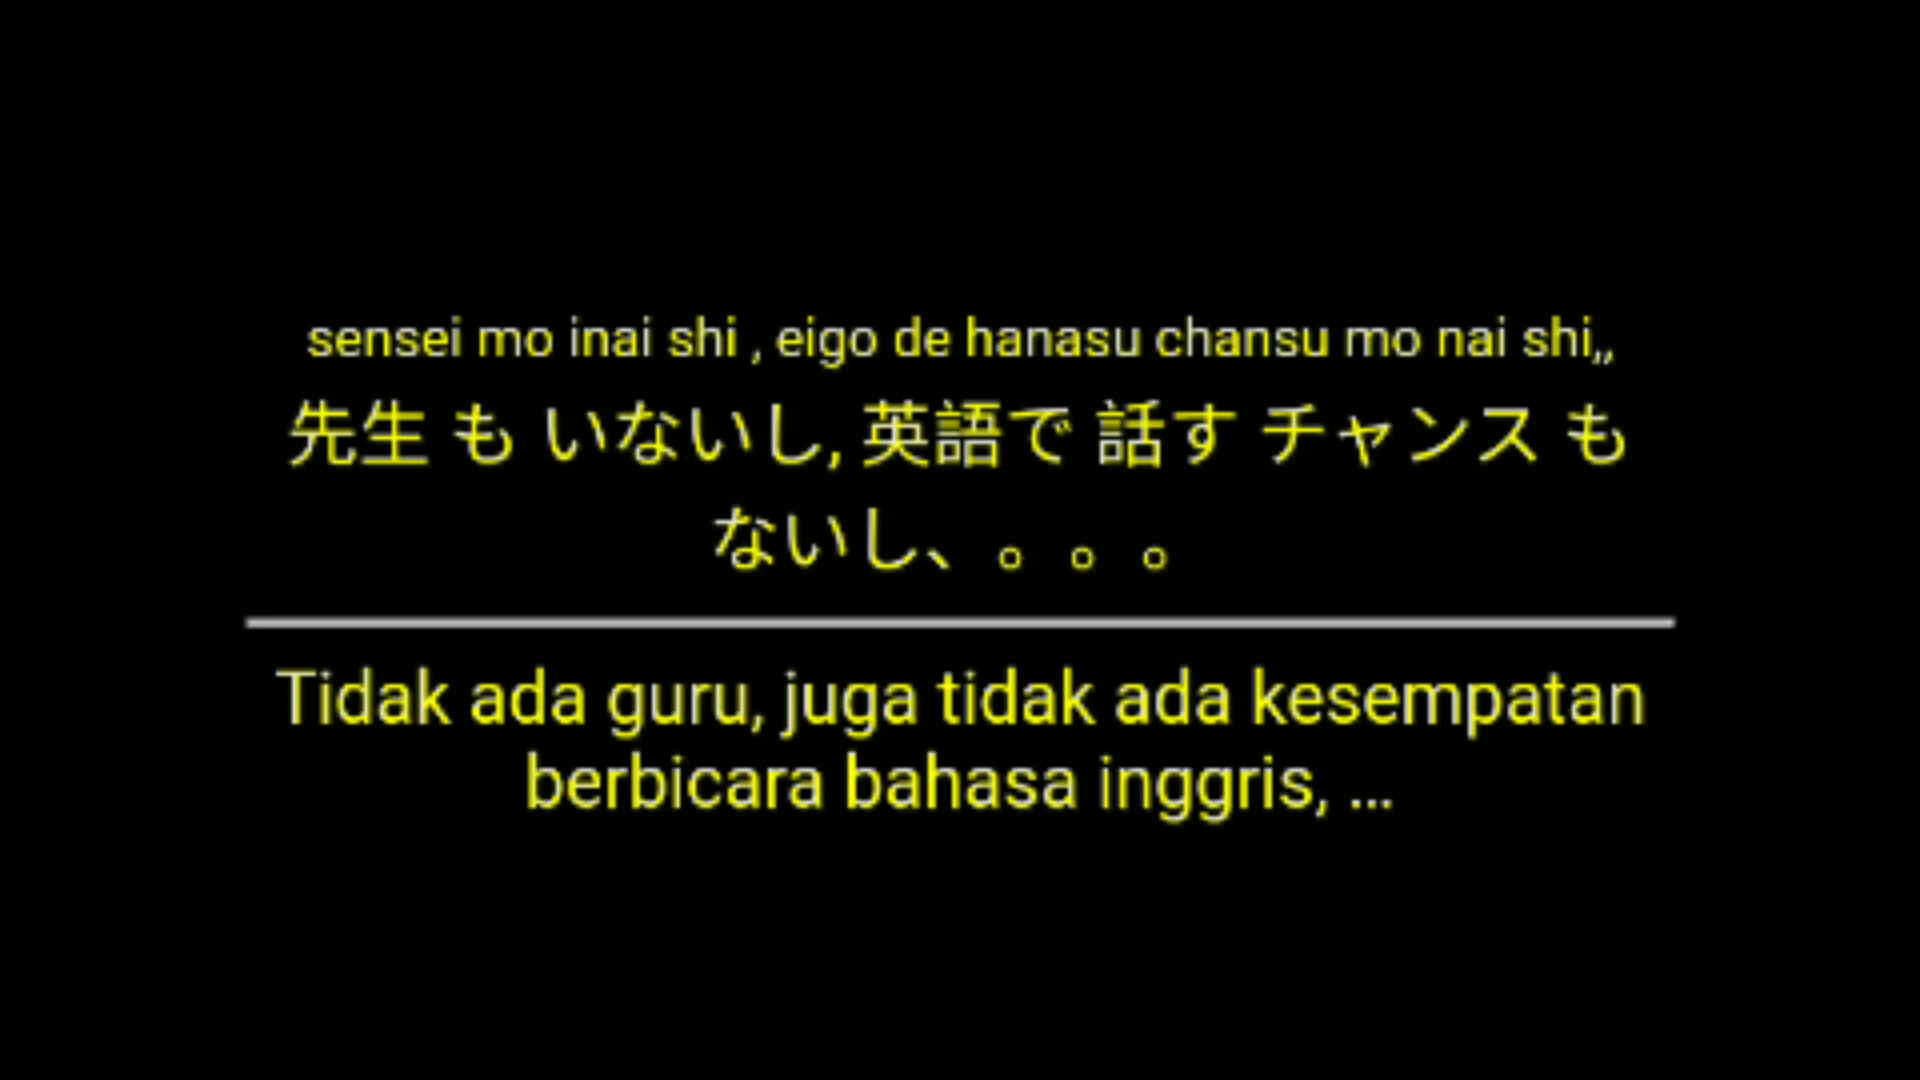 sensei mo inai shi , eigo de hanasu chansu mo nai shi,,
先生 も いないし, 英語で 話す チャンス も
ないし、。。。
Tidak ada guru, juga tidak ada kesempatan
berbicara bahasa inggris, ...